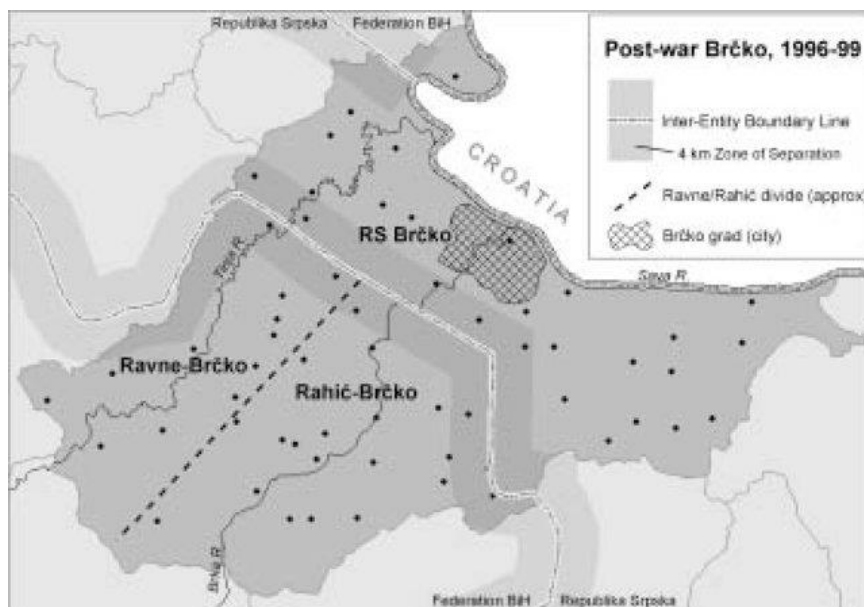 Republika Srpska
Federation BiH
Post-war Brčko, 1996-99
Inter-Entity Boundary Line
4 km Zone of Separation
Ravne/Rahić divide (approx)
Brčko grad (city)
CROATIA
RS Brčko
Sava R.
Tinja R.
Ravne-Brčko
Rahić-Brčko
Brka R.
Federation BiH
Republika Srpska